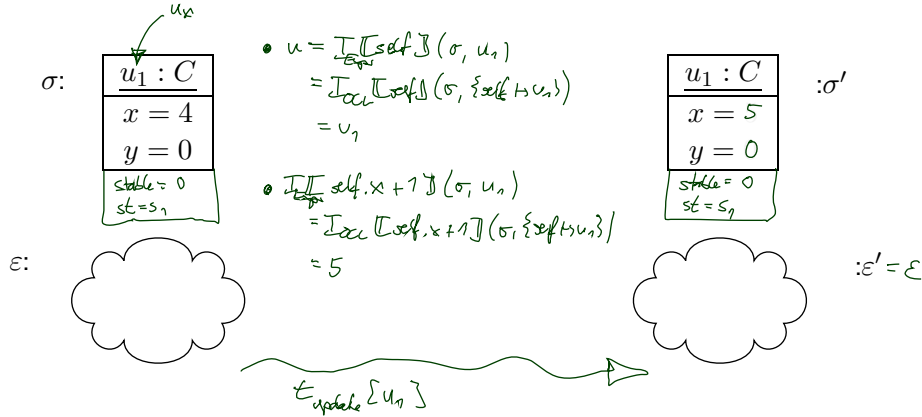 uₓ
σ:
u₁ : C
x = 4
y = 0
stable = 0
st = s₁
ε:
• u = I_Expr⟦self⟧(σ, u₁)
= I_OCL⟦self⟧(σ, {self ↦ u₁})
= u₁
• I_Expr⟦self.x + 1⟧(σ, u₁)
= I_OCL⟦self.x + 1⟧(σ, {self ↦ u₁})
= 5
u₁ : C
:σ′
x = 5
y = 0
stable = 0
st = s₁
:ε′ = ε
t_update[u₁]